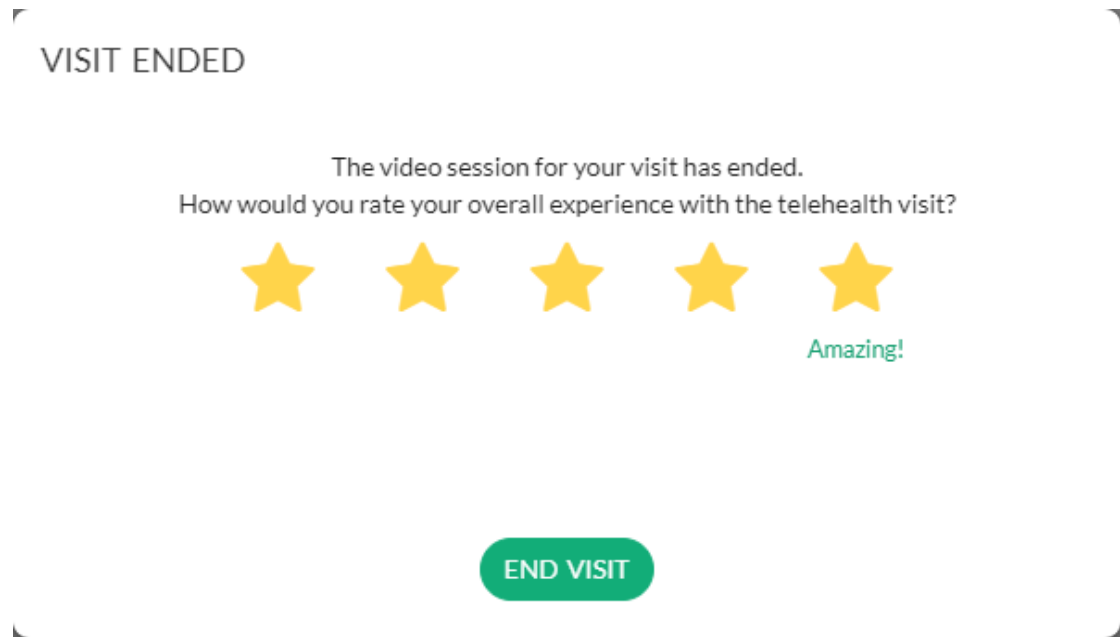 VISIT ENDED
The video session for your visit has ended.
How would you rate your overall experience with the telehealth visit?
Amazing!
END VISIT